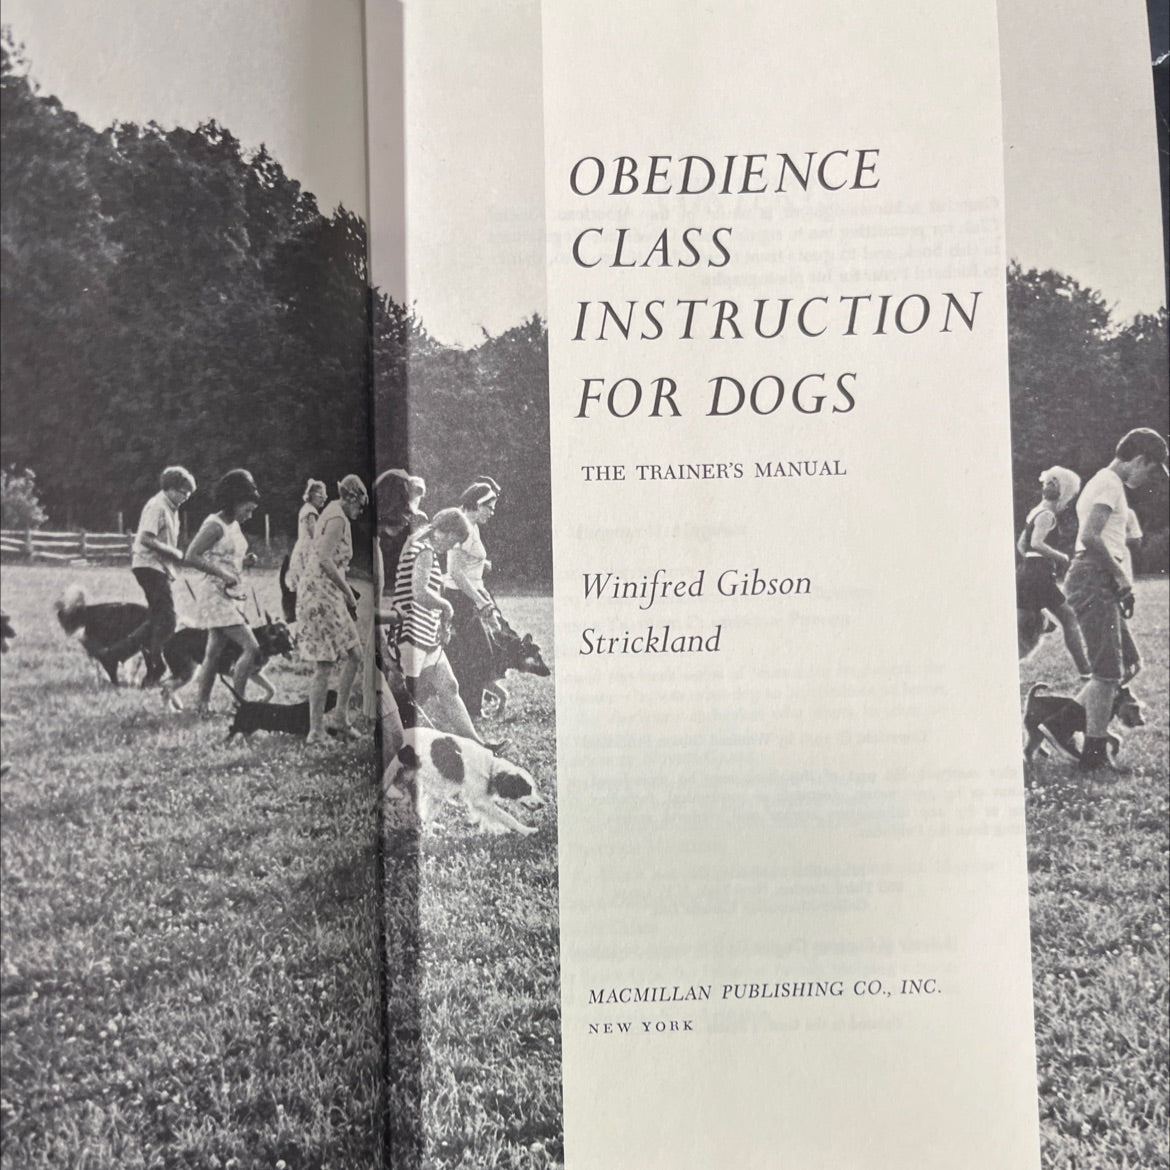 OBEDIENCE
CLASS
INSTRUCTION
FOR DOGS
THE TRAINER'S MANUAL
Winifred Gibson
Strickland
MACMILLAN PUBLISHING CO., INC.
NEW YORK